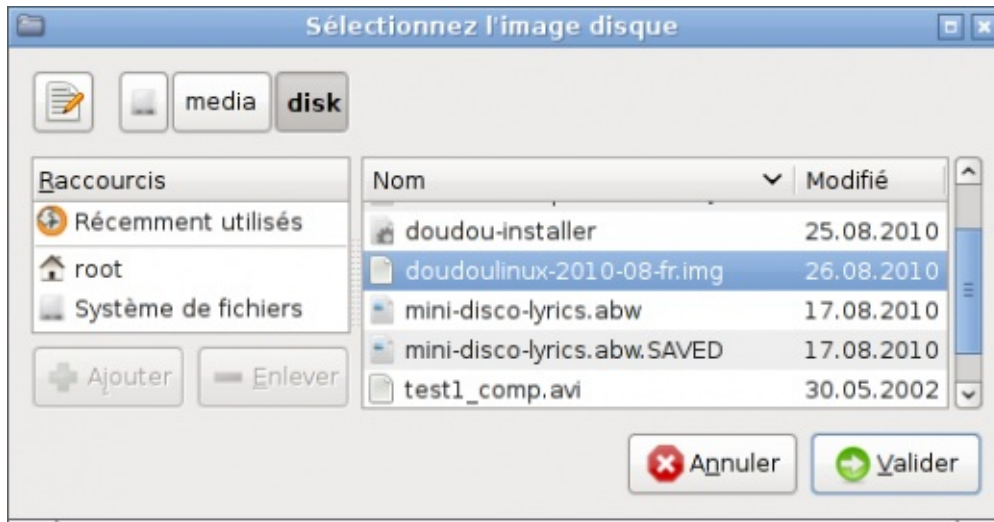 Sélectionnez l'image disque
media disk
Raccourcis
Récemment utilisés
root
Système de fichiers
Ajouter Enlever
Nom Modifié
doudou-installer 25.08.2010
doudoulinux-2010-08-fr.img 26.08.2010
mini-disco-lyrics.abw 17.08.2010
mini-disco-lyrics.abw.SAVED 17.08.2010
test1_comp.avi 30.05.2002
Annuler Valider